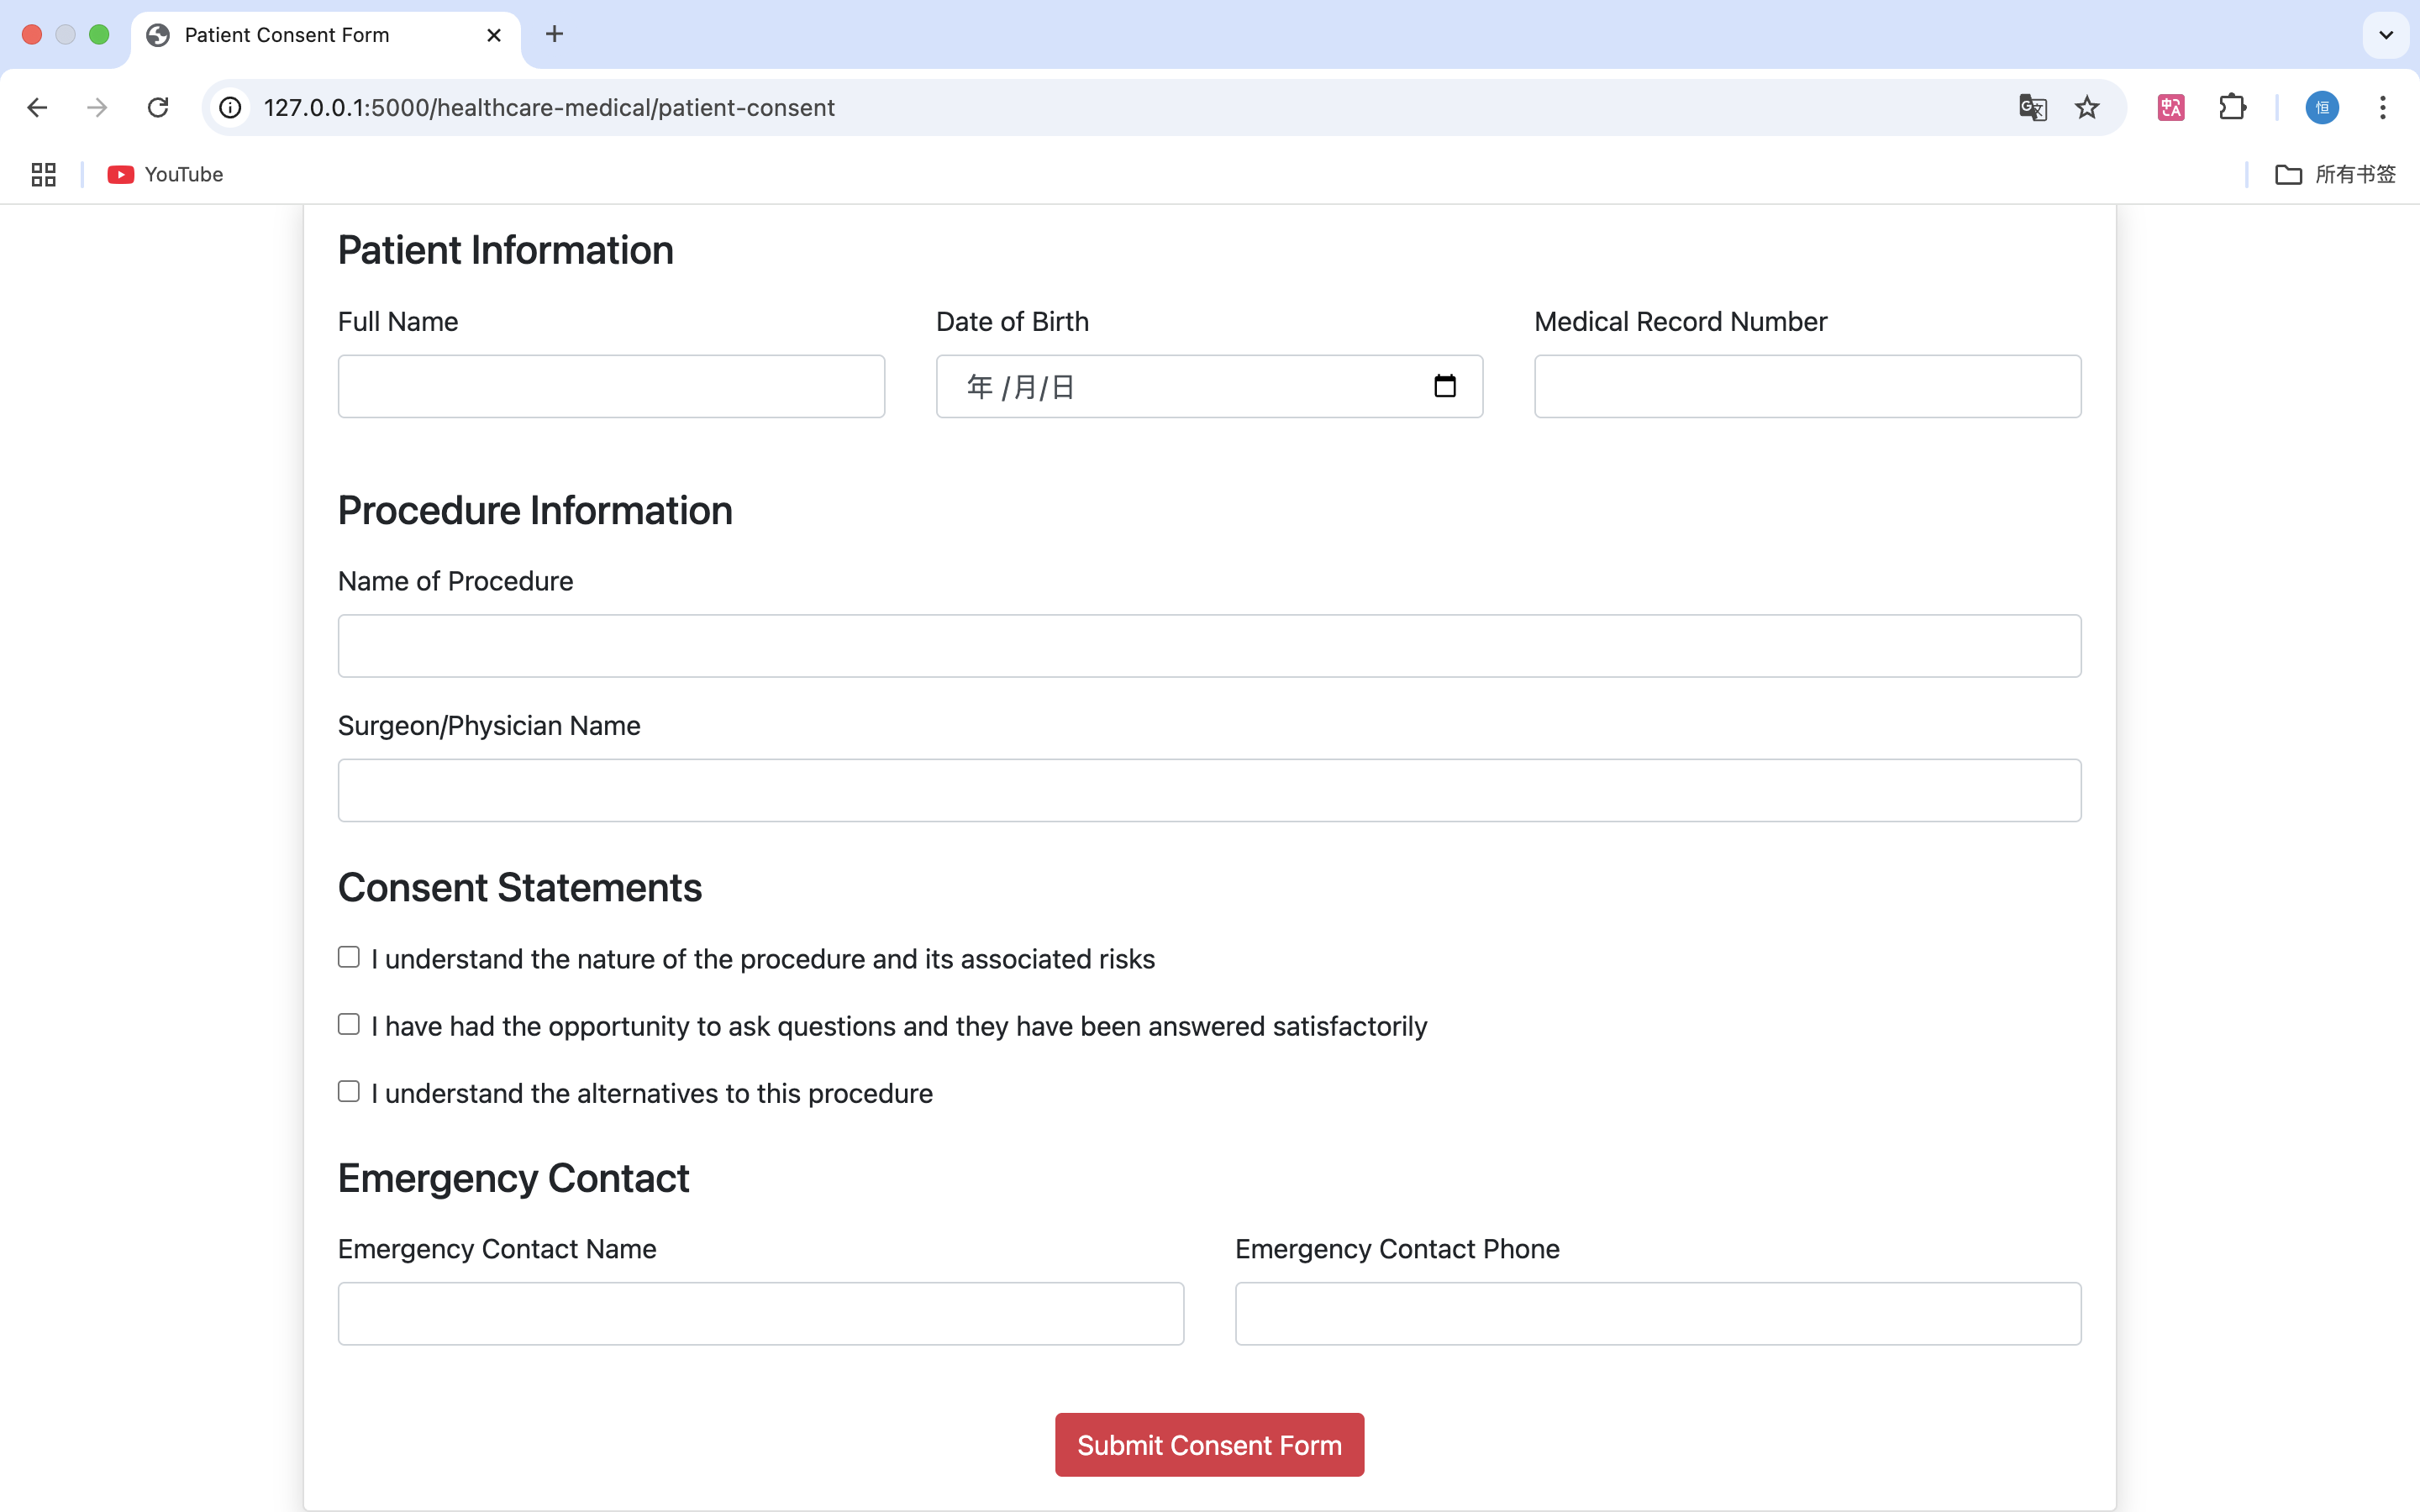 Patient Consent Form
127.0.0.1:5000/healthcare-medical/patient-consent
恒
YouTube
所有书签
Patient Information
Full Name
Date of Birth
Medical Record Number
年 /月/日
Procedure Information
Name of Procedure
Surgeon/Physician Name
Consent Statements
I understand the nature of the procedure and its associated risks
I have had the opportunity to ask questions and they have been answered satisfactorily
I understand the alternatives to this procedure
Emergency Contact
Emergency Contact Name
Emergency Contact Phone
Submit Consent Form